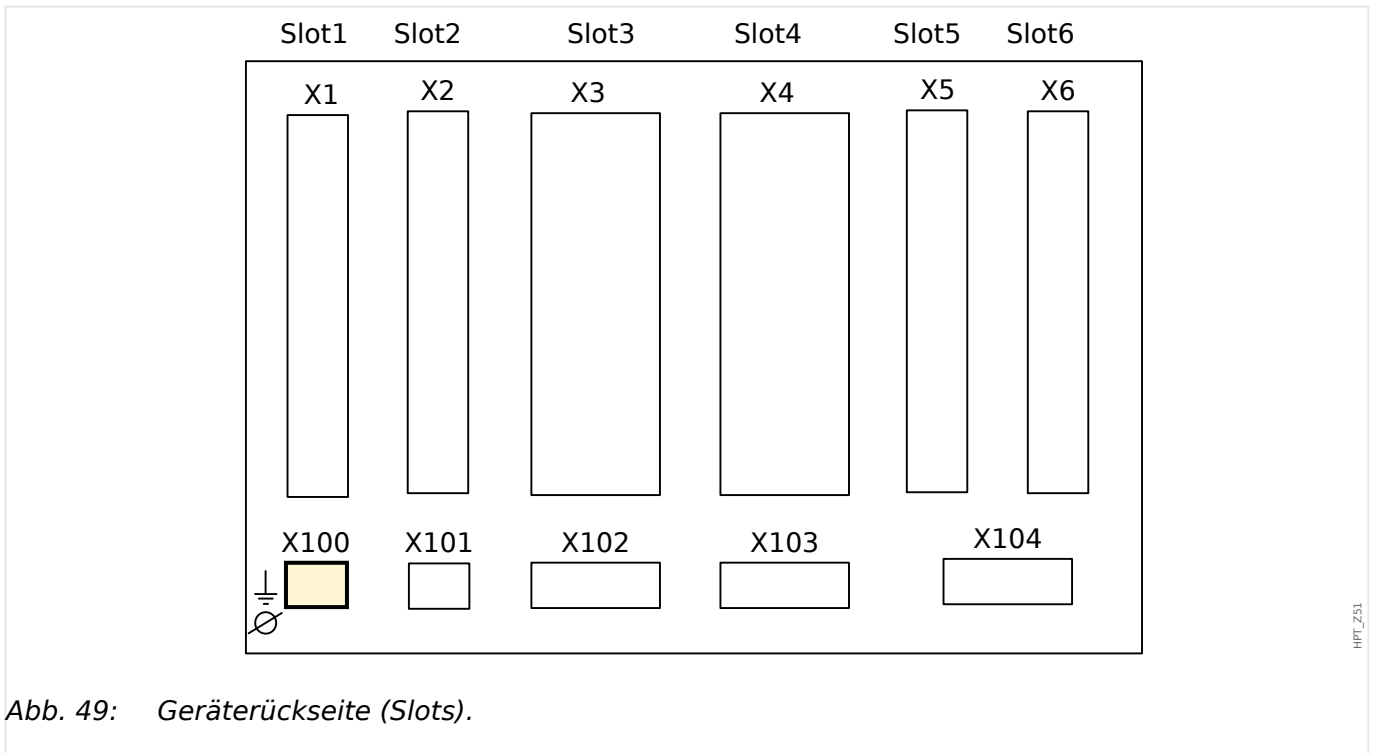 Slot1 Slot2 Slot3 Slot4 Slot5 Slot6
X1 X2 X3 X4 X5 X6
X100 X101 X102 X103 X104
HPT_Z51
Abb. 49: Geräterückseite (Slots).